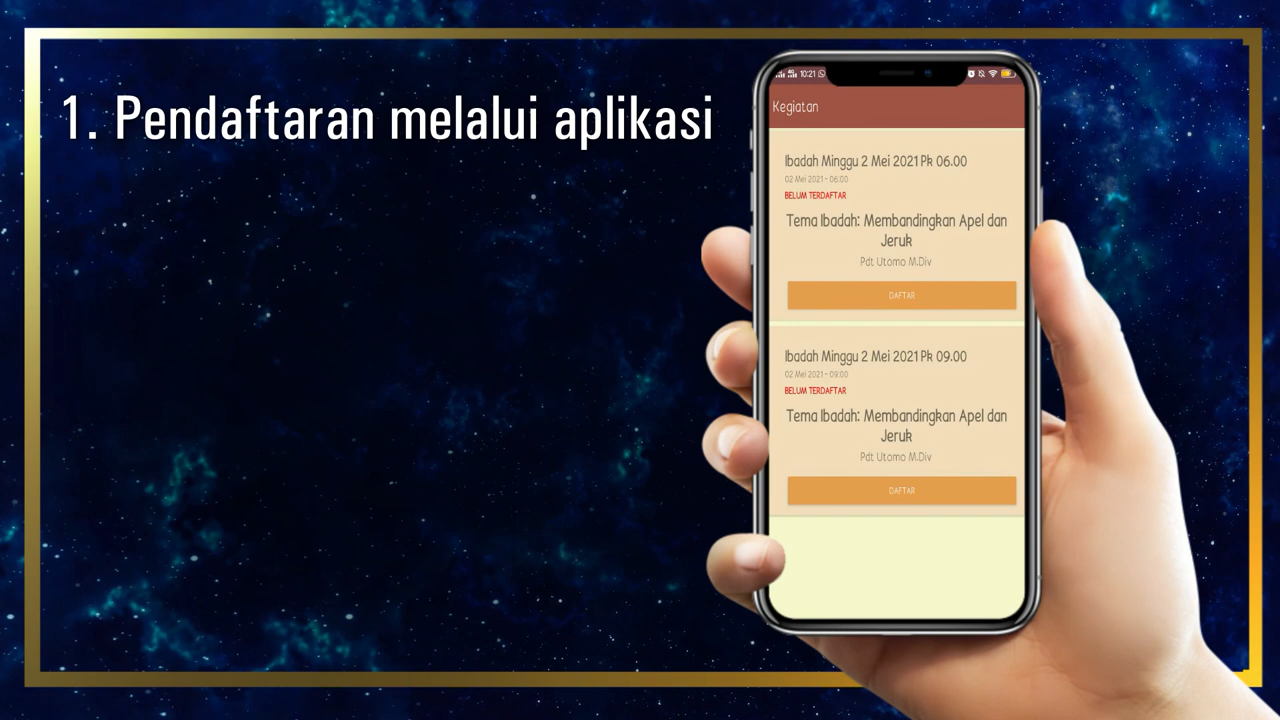 1. Pendaftaran melalui aplikasi
10:21
Kegiatan
Ibadah Minggu 2 Mei 2021 Pk 06.00
02 Mei 2021 - 06:00
BELUM TERDAFTAR
Tema Ibadah: Membandingkan Apel dan
Jeruk
Pdt Utomo M.Div
DAFTAR
Ibadah Minggu 2 Mei 2021 Pk 09.00
02 Mei 2021 - 09:00
BELUM TERDAFTAR
Tema Ibadah: Membandingkan Apel dan
Jeruk
Pdt Utomo M.Div
DAFTAR